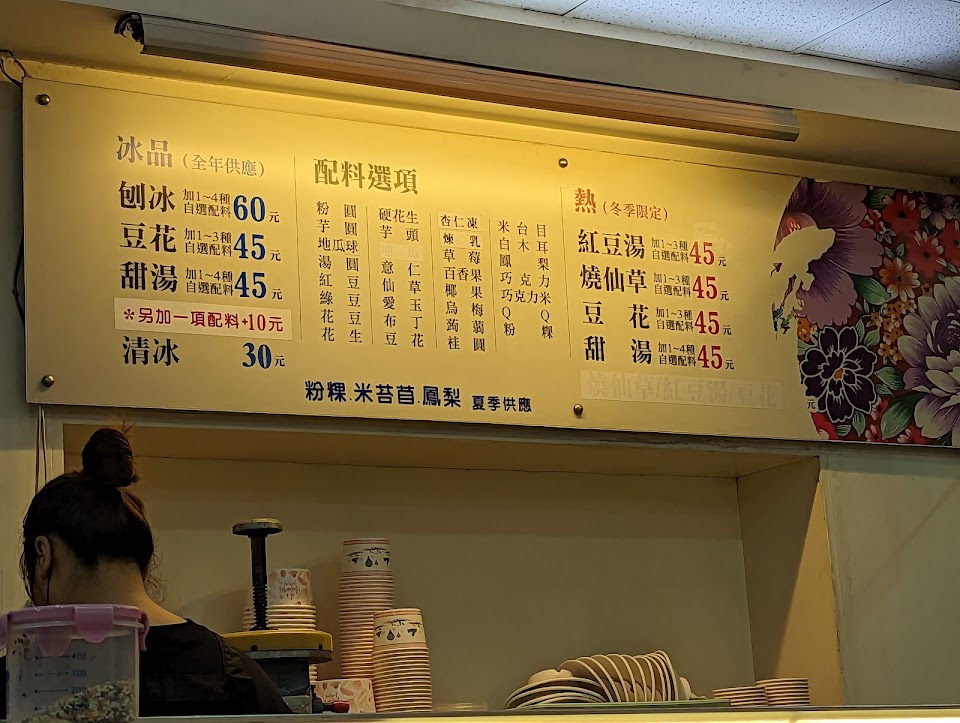 冰品（全年供應）
刨冰 加1~4種自選配料 60元
豆花 加1~3種自選配料 45元
甜湯 加1~4種自選配料 45元
*另加一項配料+10元
清冰 30元
配料選項
粉圓
芋圓
地瓜球
湯圓
紅豆
綠豆
花豆
花生
硬花生
芋頭
意仁
仙草
愛玉
布丁
豆花
杏仁凍
煉乳
草莓
百香果
椰果
烏梅
蒟蒻
桂圓
米台目
白木耳
鳳梨
巧克力
巧克力米
QQ
粉粿
粉粿.米苔苜.鳳梨 夏季供應
熱（冬季限定）
紅豆湯 加1~3種自選配料 45元
燒仙草 加1~3種自選配料 45元
豆花 加1~3種自選配料 45元
甜湯 加1~4種自選配料 45元
燒仙草/紅豆湯/豆花
元